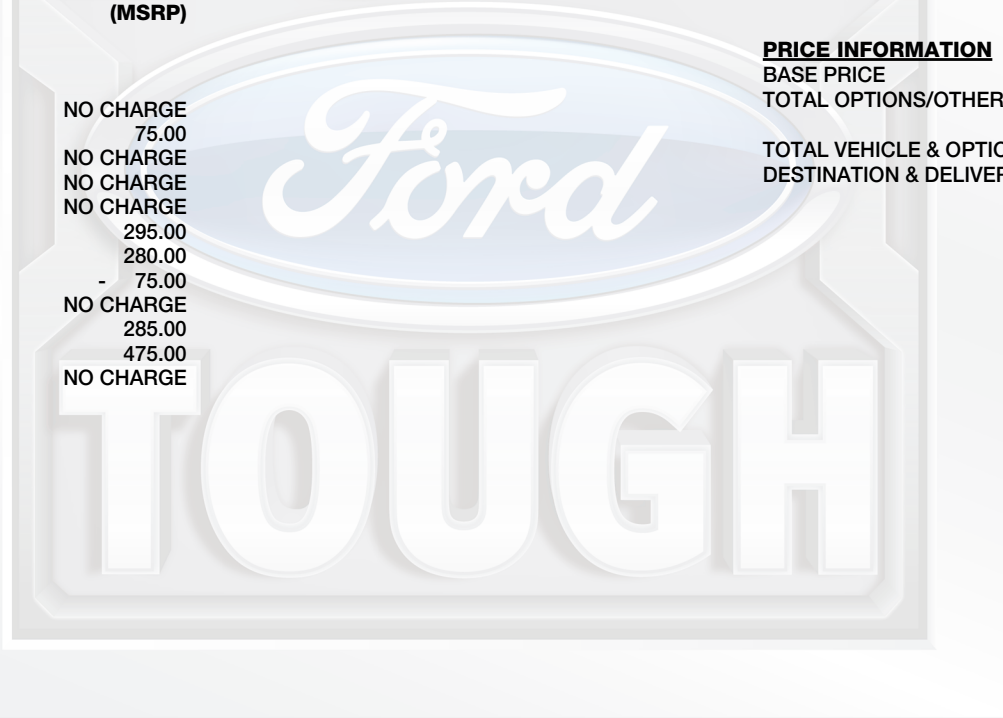 (MSRP)
NO CHARGE
75.00
NO CHARGE
NO CHARGE
NO CHARGE
295.00
280.00
- 75.00
NO CHARGE
285.00
475.00
NO CHARGE
PRICE INFORMATION
BASE PRICE
TOTAL OPTIONS/OTHER
TOTAL VEHICLE & OPTIO
DESTINATION & DELIVER
Ford
TOUGH